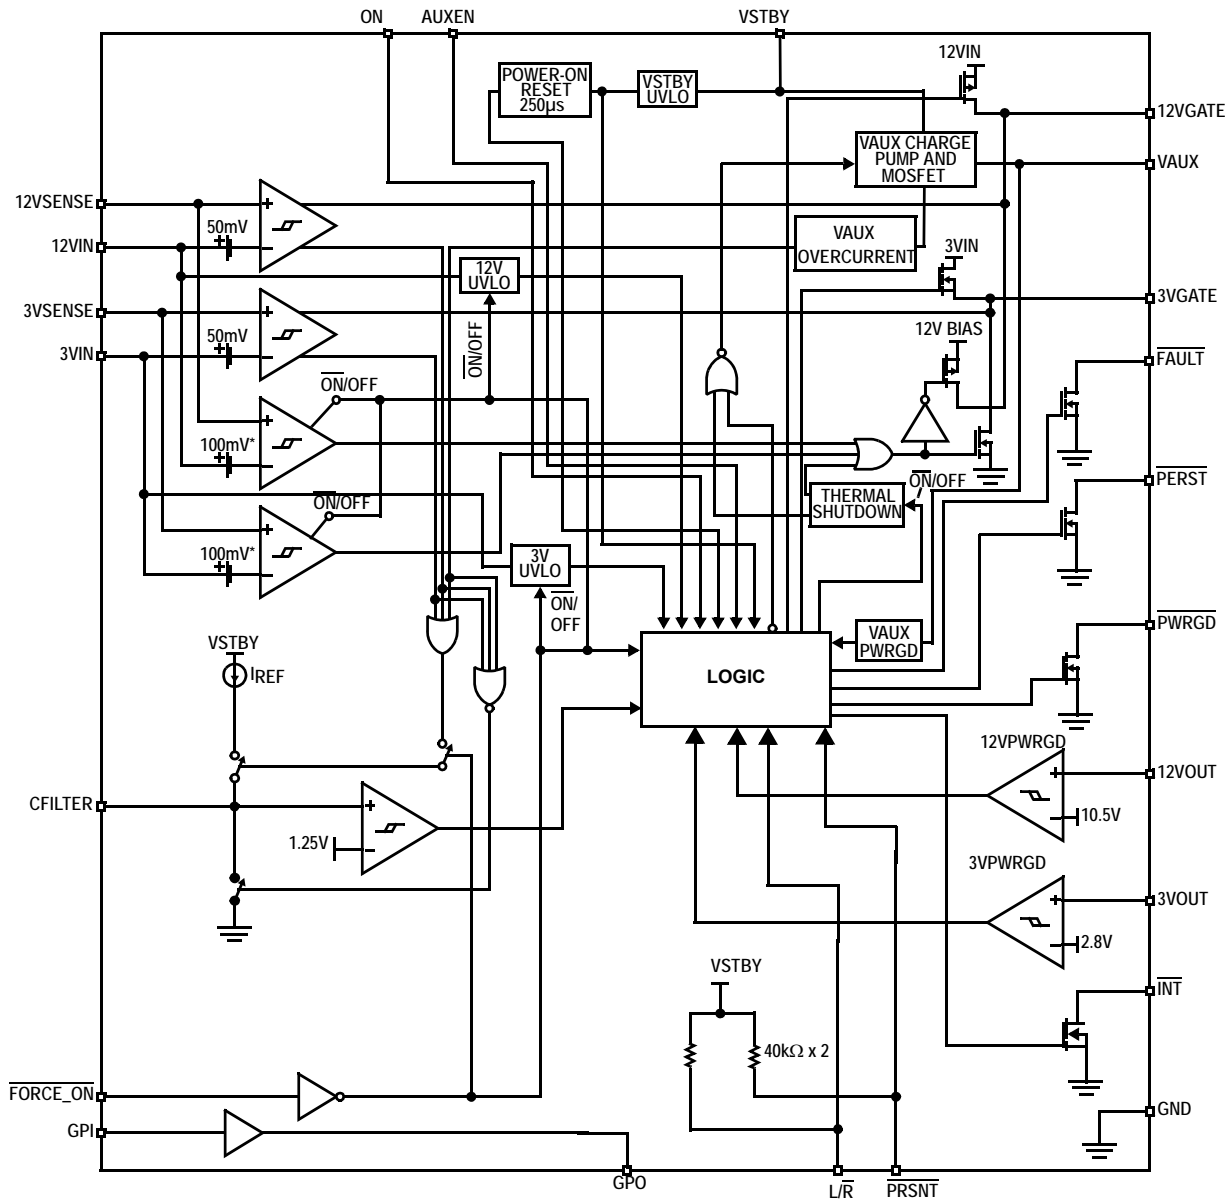 ON
AUXEN
VSTBY
12VIN
POWER-ON
RESET
250µs
VSTBY
UVLO
12VGATE
VAUX CHARGE
PUMP AND
MOSFET
VAUX
12VSENSE
50mV
12VIN
VAUX
OVERCURRENT
3VIN
12V
UVLO
3VGATE
3VSENSE
50mV
3VIN
ON/OFF
12V BIAS
FAULT
ON/OFF
100mV*
ON/OFF
PERST
THERMAL
SHUTDOWN
ON/OFF
100mV*
3V
UVLO
ON/
OFF
VSTBY
IREF
LOGIC
VAUX
PWRGD
PWRGD
12VPWRGD
12VOUT
10.5V
CFILTER
1.25V
3VPWRGD
3VOUT
2.8V
VSTBY
INT
40kΩ x 2
FORCE_ON
GPI
GND
GPO
L/R
PRSNT
+
−